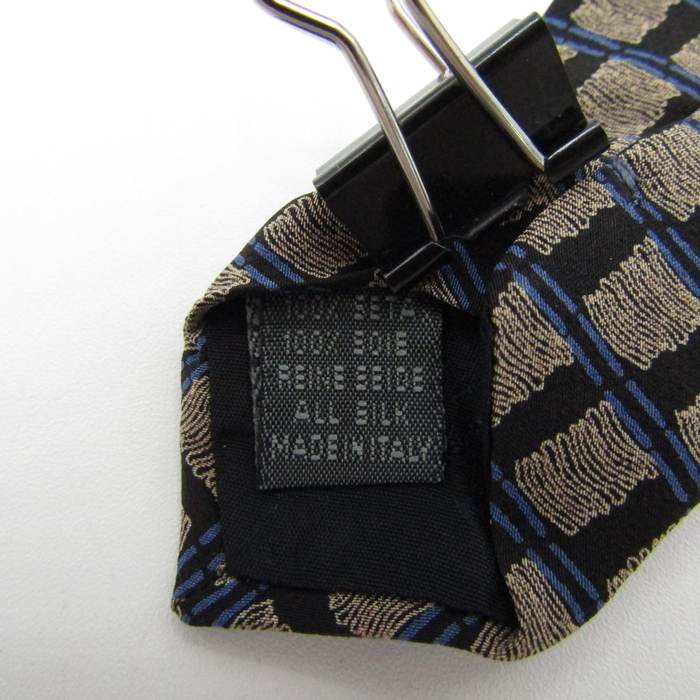 100% SETA
100% SOIE
REINE SEIDE
ALL SILK
MADE IN ITALY